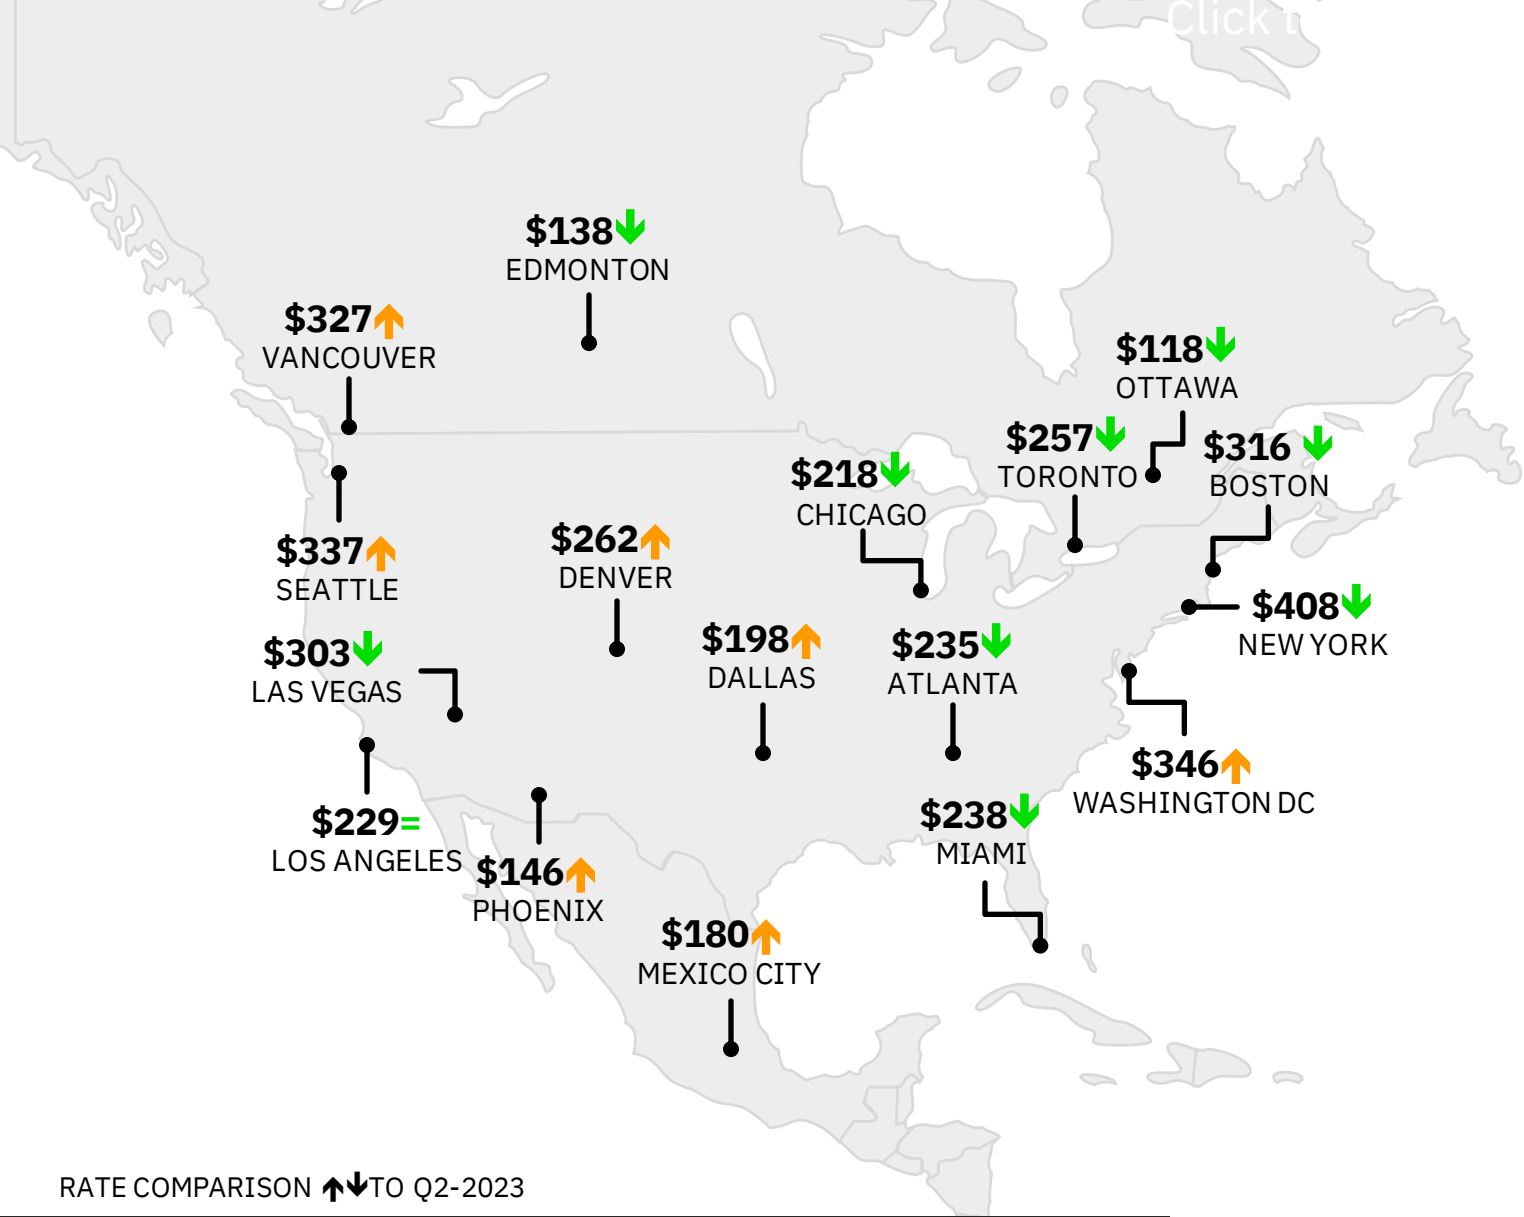 Click t
$138
EDMONTON
$327
VANCOUVER
$118
OTTAWA
$257
TORONTO
$316
BOSTON
$218
CHICAGO
$337
SEATTLE
$262
DENVER
$408
NEW YORK
$303
LAS VEGAS
$198
DALLAS
$235
ATLANTA
$346
WASHINGTON DC
$229=
LOS ANGELES
$238
MIAMI
$146
PHOENIX
$180
MEXICO CITY
RATE COMPARISON ↑↓TO Q2-2023